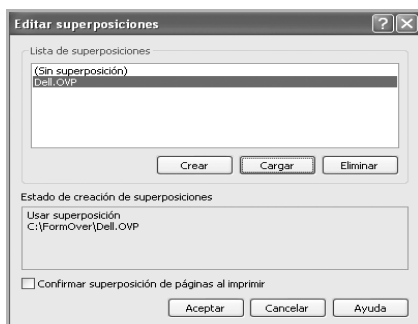 Editar superposiciones
Lista de superposiciones
(Sin superposición)
Dell.OVP
Crear Cargar Eliminar
Estado de creación de superposiciones
Usar superposición
C:\FormOver\Dell.OVP
Confirmar superposición de páginas al imprimir
Aceptar Cancelar Ayuda